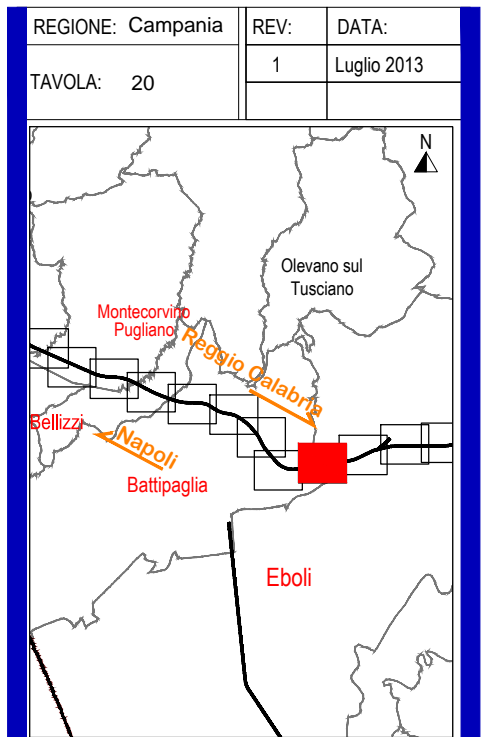 REGIONE: Campania
REV: DATA:
1 Luglio 2013
TAVOLA: 20
N
Olevano sul
Tusciano
Montecorvino
Pugliano
Reggio Calabria
Bellizzi
Napoli
Battipaglia
Eboli